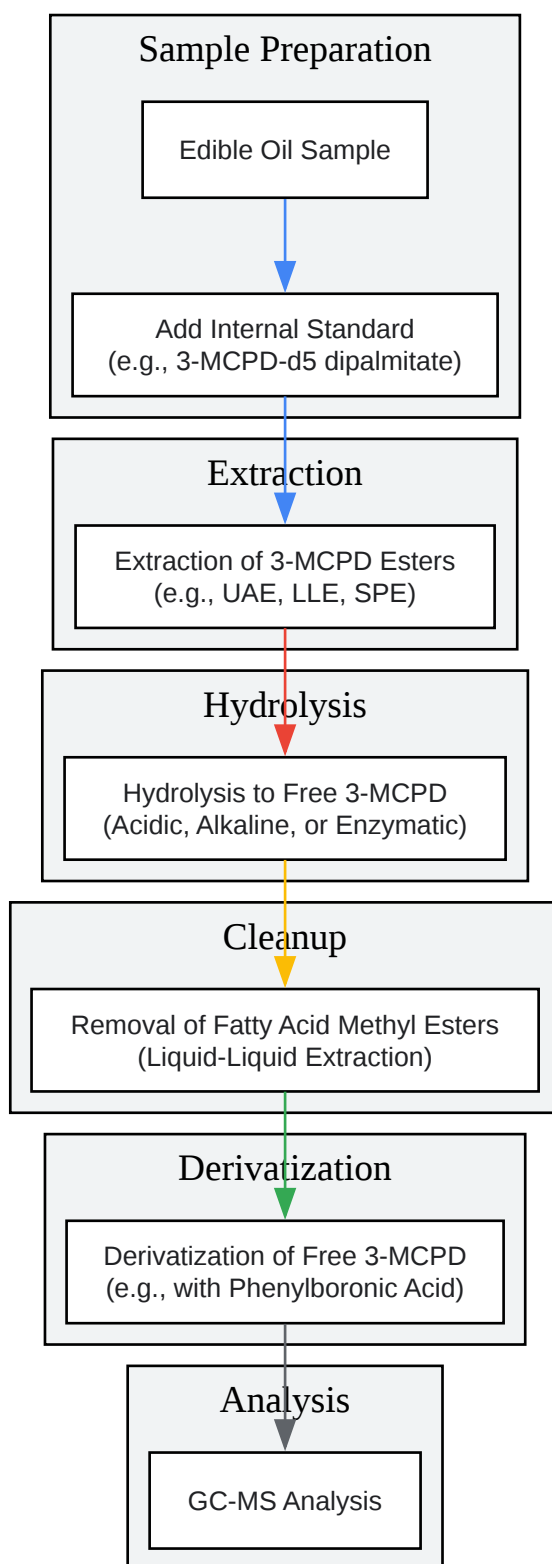 Sample Preparation
Edible Oil Sample
Add Internal Standard
(e.g., 3-MCPD-d5 dipalmitate)
Extraction
Extraction of 3-MCPD Esters
(e.g., UAE, LLE, SPE)
Hydrolysis
Hydrolysis to Free 3-MCPD
(Acidic, Alkaline, or Enzymatic)
Cleanup
Removal of Fatty Acid Methyl Esters
(Liquid-Liquid Extraction)
Derivatization
Derivatization of Free 3-MCPD
(e.g., with Phenylboronic Acid)
Analysis
GC-MS Analysis